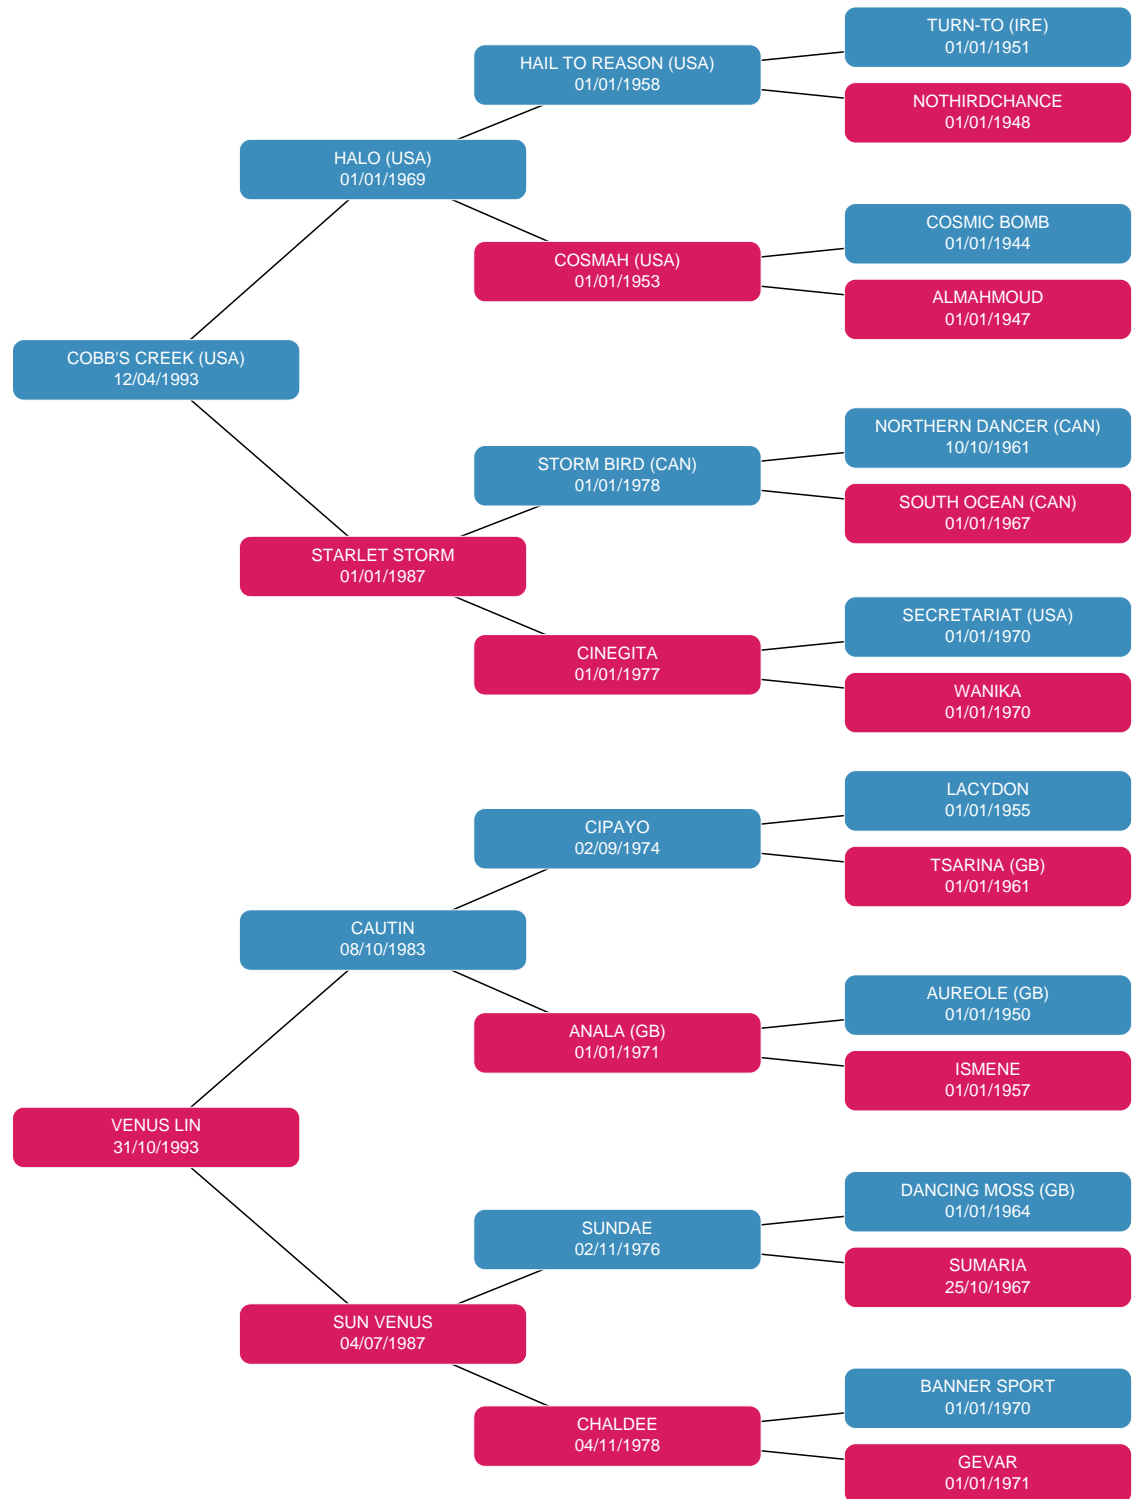 TURN-TO (IRE)
01/01/1951
HAIL TO REASON (USA)
01/01/1958
NOTHIRDCHANCE
01/01/1948
HALO (USA)
01/01/1969
COSMIC BOMB
01/01/1944
COSMAH (USA)
01/01/1953
ALMAHMOUD
01/01/1947
COBB'S CREEK (USA)
12/04/1993
NORTHERN DANCER (CAN)
10/10/1961
STORM BIRD (CAN)
01/01/1978
SOUTH OCEAN (CAN)
01/01/1967
STARLET STORM
01/01/1987
SECRETARIAT (USA)
01/01/1970
CINEGITA
01/01/1977
WANIKA
01/01/1970
LACYDON
01/01/1955
CIPAYO
02/09/1974
TSARINA (GB)
01/01/1961
CAUTIN
08/10/1983
AUREOLE (GB)
01/01/1950
ANALA (GB)
01/01/1971
ISMENE
01/01/1957
VENUS LIN
31/10/1993
DANCING MOSS (GB)
01/01/1964
SUNDAE
02/11/1976
SUMARIA
25/10/1967
SUN VENUS
04/07/1987
BANNER SPORT
01/01/1970
CHALDEE
04/11/1978
GEVAR
01/01/1971